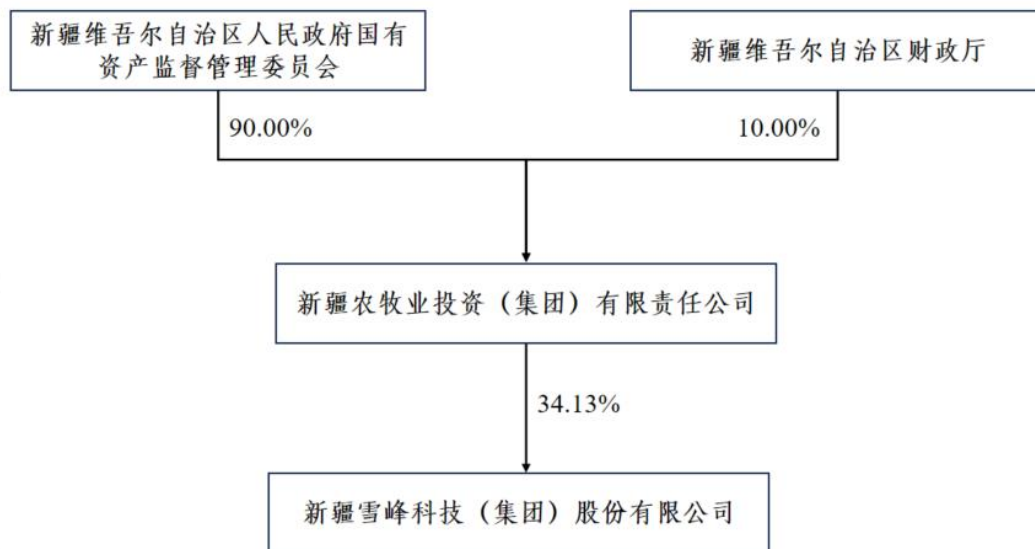 新疆维吾尔自治区人民政府国有
资产监督管理委员会
新疆维吾尔自治区财政厅
90.00%
10.00%
新疆农牧业投资（集团）有限责任公司
34.13%
新疆雪峰科技（集团）股份有限公司